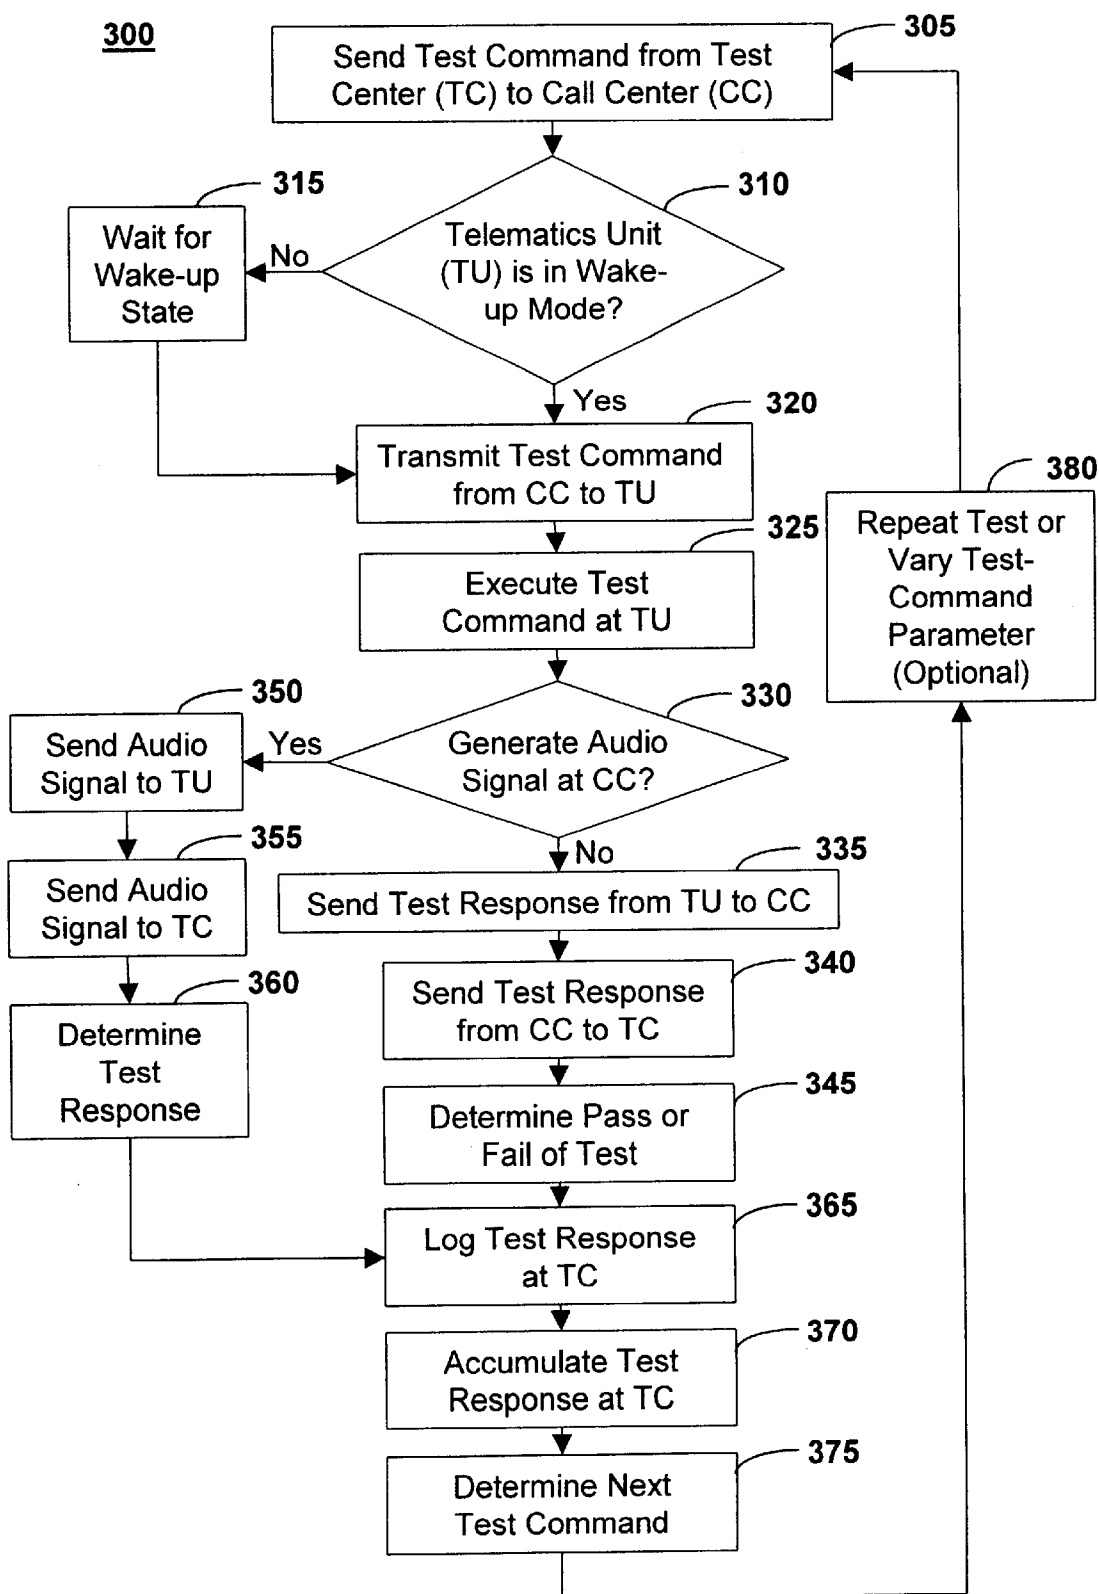 300
305
Send Test Command from Test
Center (TC) to Call Center (CC)
315
310
Wait for
Wake-up
State
No
Telematics Unit
(TU) is in Wake-
up Mode?
Yes
320
Transmit Test Command
from CC to TU
380
Repeat Test or
Vary Test-
Command
Parameter
(Optional)
325
Execute Test
Command at TU
350
330
Send Audio
Signal to TU
Yes
Generate Audio
Signal at CC?
No
355
335
Send Audio
Signal to TC
Send Test Response from TU to CC
360
340
Determine
Test
Response
Send Test Response
from CC to TC
345
Determine Pass or
Fail of Test
365
Log Test Response
at TC
370
Accumulate Test
Response at TC
375
Determine Next
Test Command